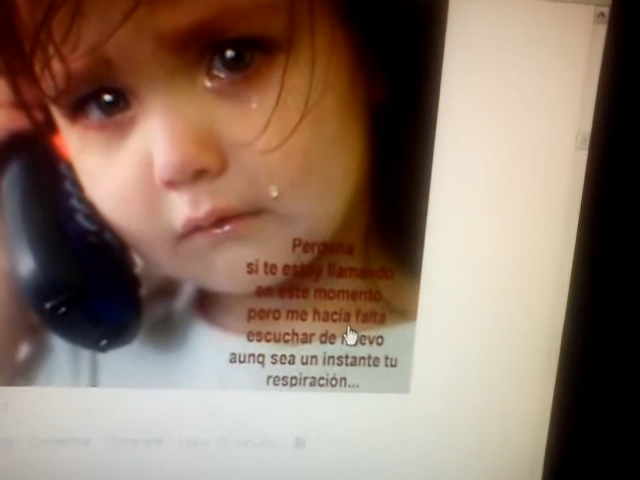 Perdona
si te estoy llamando
en este momento
pero me hacía falta
escuchar de nuevo
aunq sea un instante tu
respiración...